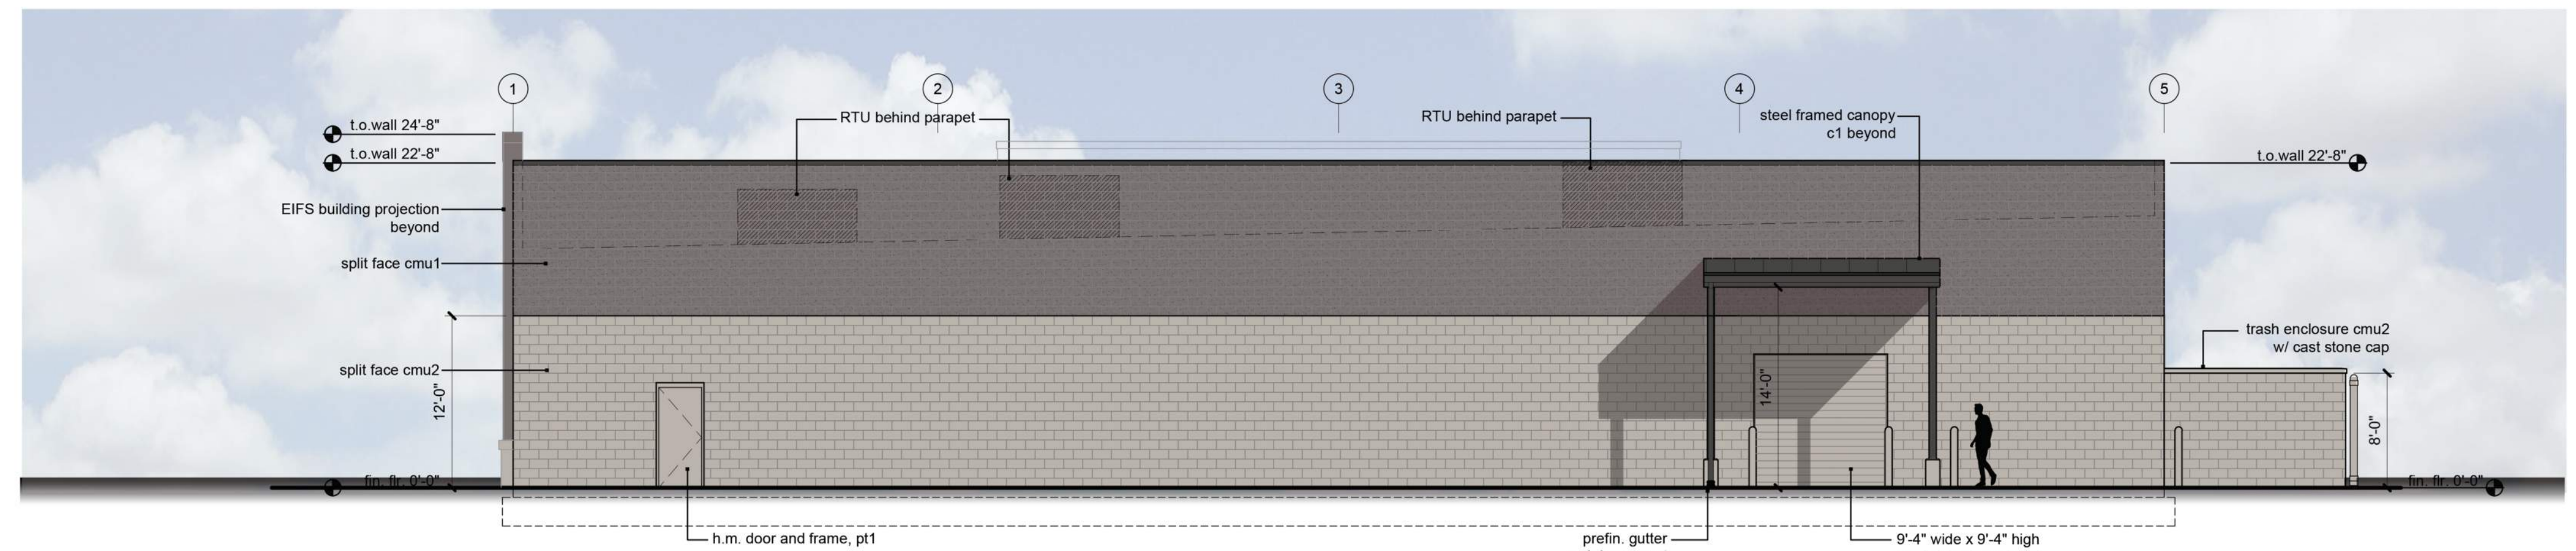 1
2
3
4
5
RTU behind parapet
RTU behind parapet
steel framed canopy
c1 beyond
t.o.wall 24'-8"
t.o.wall 22'-8"
t.o.wall 22'-8"
EIFS building projection
beyond
split face cmu1
trash enclosure cmu2
w/ cast stone cap
split face cmu2
12'-0"
14'-0"
8'-0"
fin. flr. 0'-0"
fin. flr. 0'-0"
h.m. door and frame, pt1
prefin. gutter
9'-4" wide x 9'-4" high